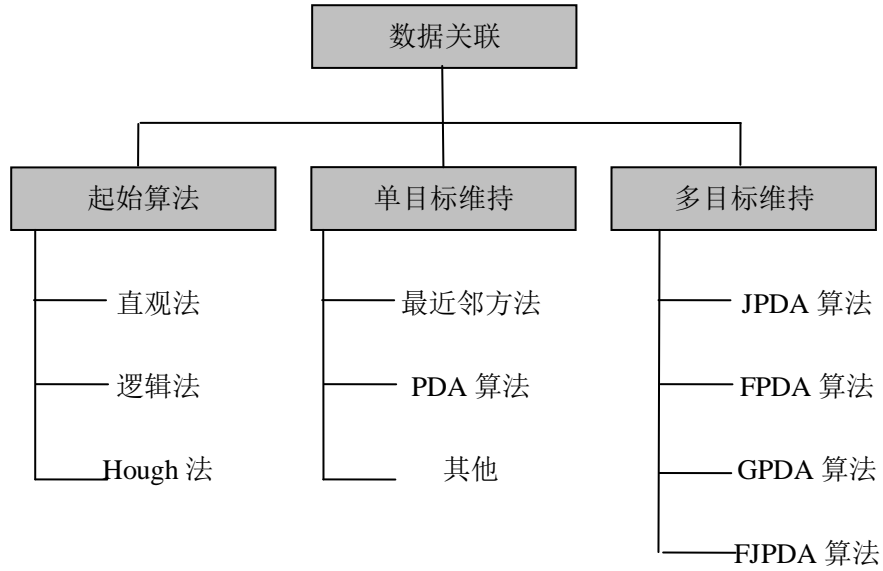 数据关联
起始算法
单目标维持
多目标维持
直观法
最近邻方法
JPDA 算法
逻辑法
PDA 算法
FPDA 算法
Hough 法
其他
GPDA 算法
FJPDA 算法